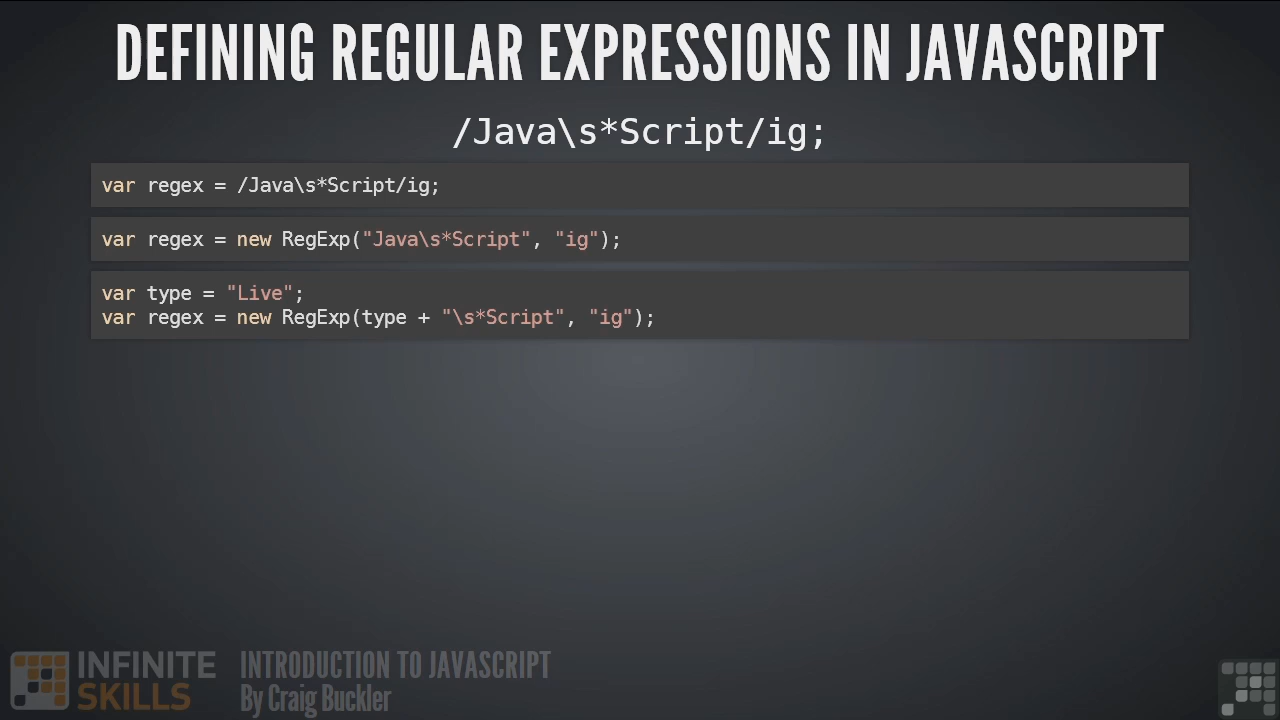 DEFINING REGULAR EXPRESSIONS IN JAVASCRIPT
/Java\s*Script/ig;
var regex = /Java\s*Script/ig;
var regex = new RegExp("Java\s*Script", "ig");
var type = "Live";
var regex = new RegExp(type + "\s*Script", "ig");
INFINITE
SKILLS
INTRODUCTION TO JAVASCRIPT
By Craig Buckler